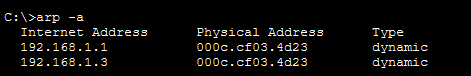 C:\>arp -a
Internet Address Physical Address Type
192.168.1.1 000c.cf03.4d23 dynamic
192.168.1.3 000c.cf03.4d23 dynamic